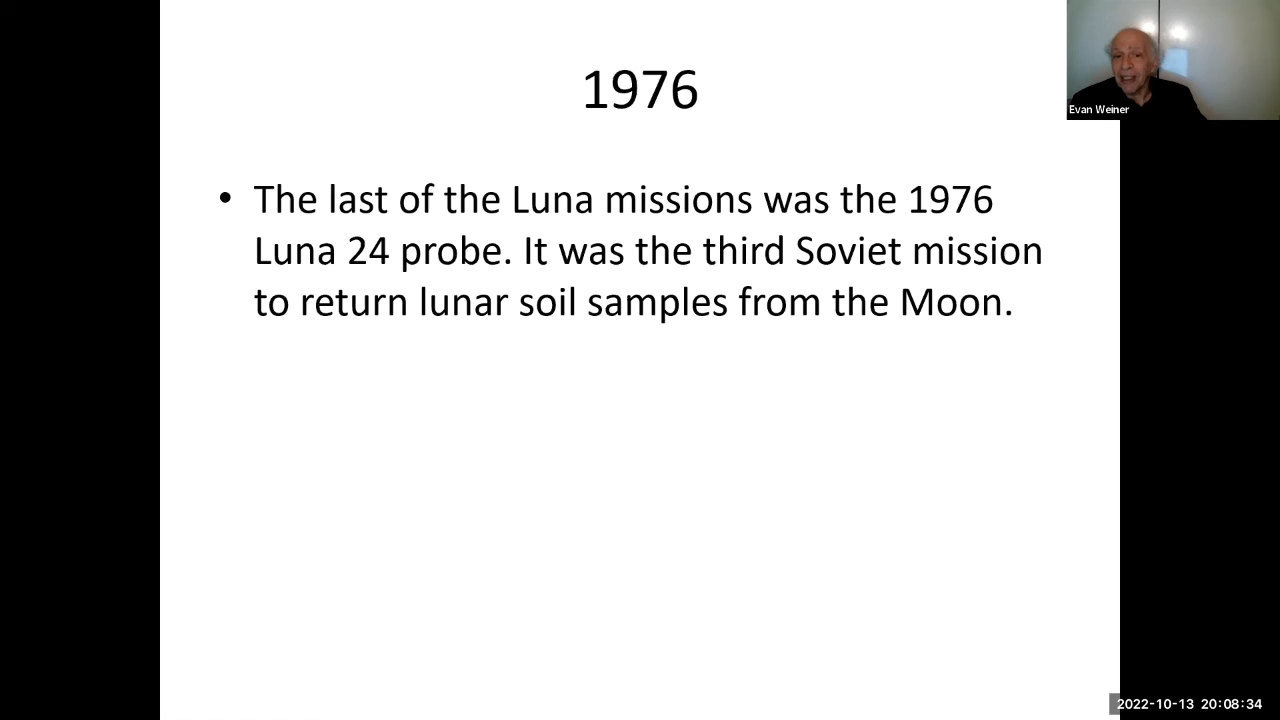 1976
Evan Weiner
• The last of the Luna missions was the 1976
Luna 24 probe. It was the third Soviet mission
to return lunar soil samples from the Moon.
2022-10-13 20:08:34